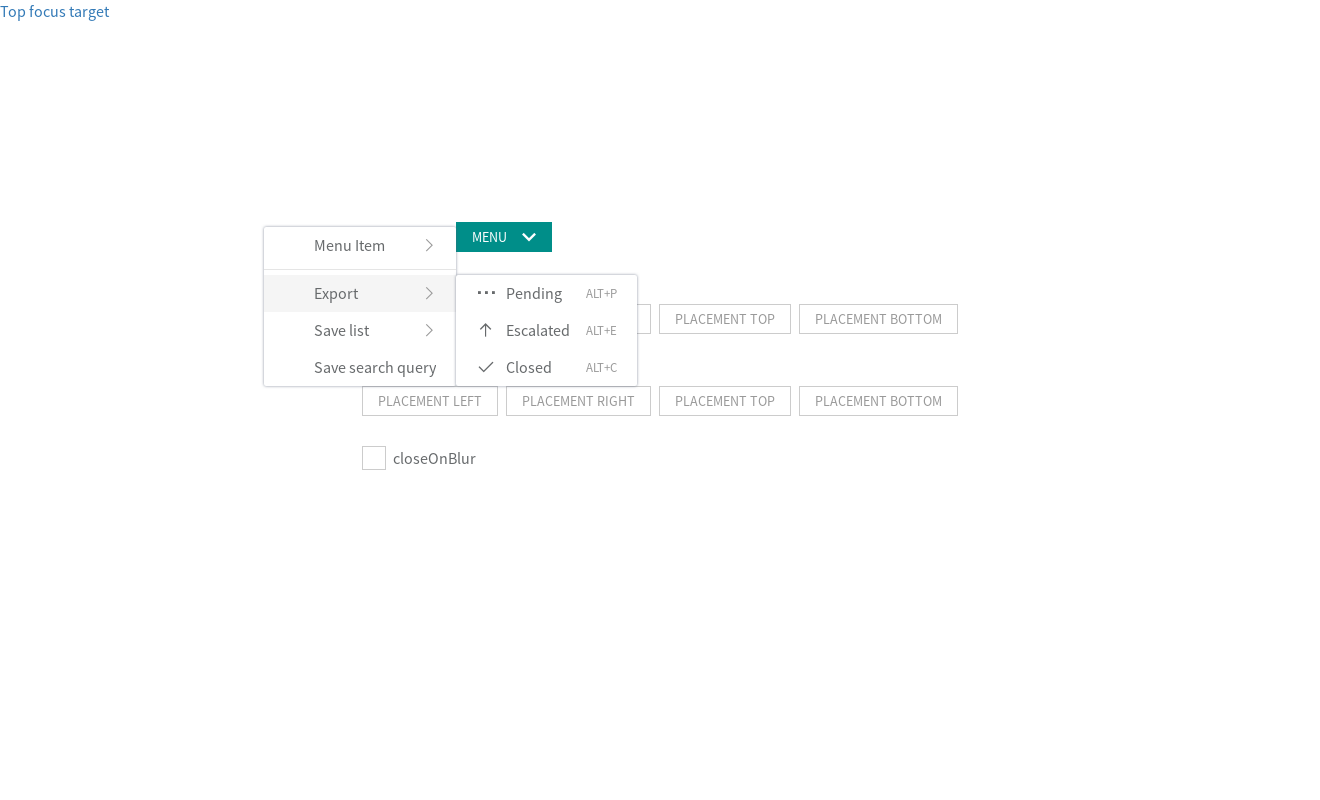 Top focus target
MENU
Menu Item
Export
Save list
Save search query
Pending ALT+P
Escalated ALT+E
Closed ALT+C
PLACEMENT TOP PLACEMENT BOTTOM
PLACEMENT LEFT PLACEMENT RIGHT PLACEMENT TOP PLACEMENT BOTTOM
closeOnBlur